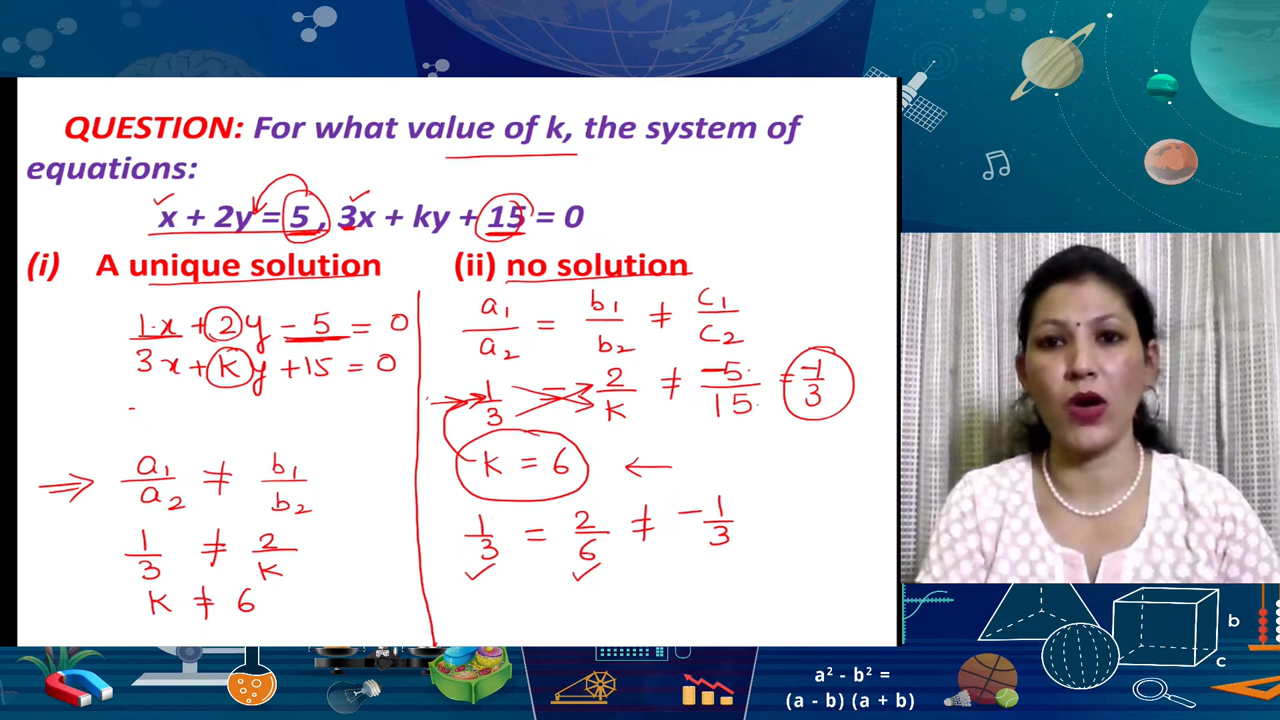 QUESTION: For what value of k, the system of
equations:
x + 2y = 5 , 3x + ky + 15 = 0
(i) A unique solution
1x + 2y - 5 = 0
3x + ky + 15 = 0
⇒ a₁/a₂ ≠ b₁/b₂
1/3 ≠ 2/k
k ≠ 6
(ii) no solution
a₁/a₂ = b₁/b₂ ≠ c₁/c₂
1/3 = 2/k ≠ -5/15 = -1/3
k = 6 ←
1/3 = 2/6 ≠ -1/3
b
c
a² - b² =
(a - b) (a + b)